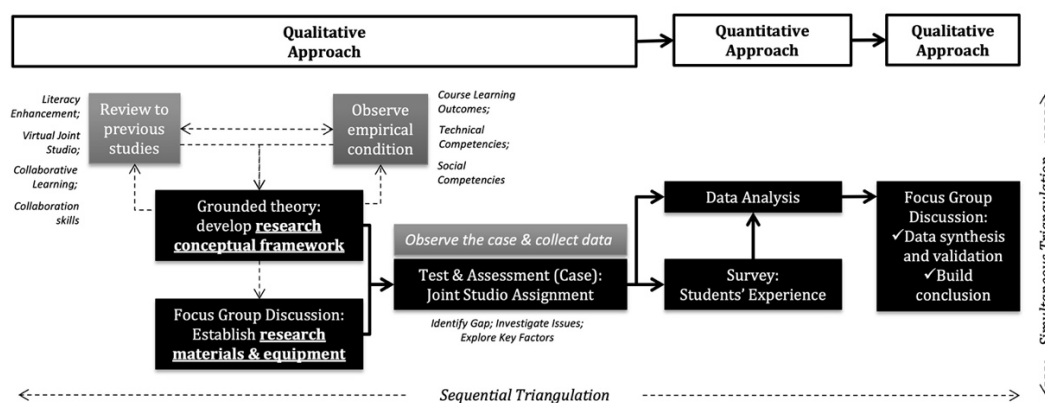 Qualitative
Approach
Quantitative
Approach
Qualitative
Approach
Literacy
Enhancement;
Virtual Joint
Studio;
Collaborative
Learning;
Collaboration
skills
Review to
previous
studies
Observe
empirical
condition
Course Learning
Outcomes;
Technical
Competencies;
Social
Competencies
Grounded theory:
develop research
conceptual framework
Focus Group Discussion:
Establish research
materials & equipment
Observe the case & collect data
Test & Assessment (Case):
Joint Studio Assignment
Identify Gap; Investigate Issues;
Explore Key Factors
Data Analysis
Survey:
Students’ Experience
Focus Group
Discussion:
✓Data synthesis
and validation
✓Build
conclusion
Simultaneous Triangulation
Sequential Triangulation